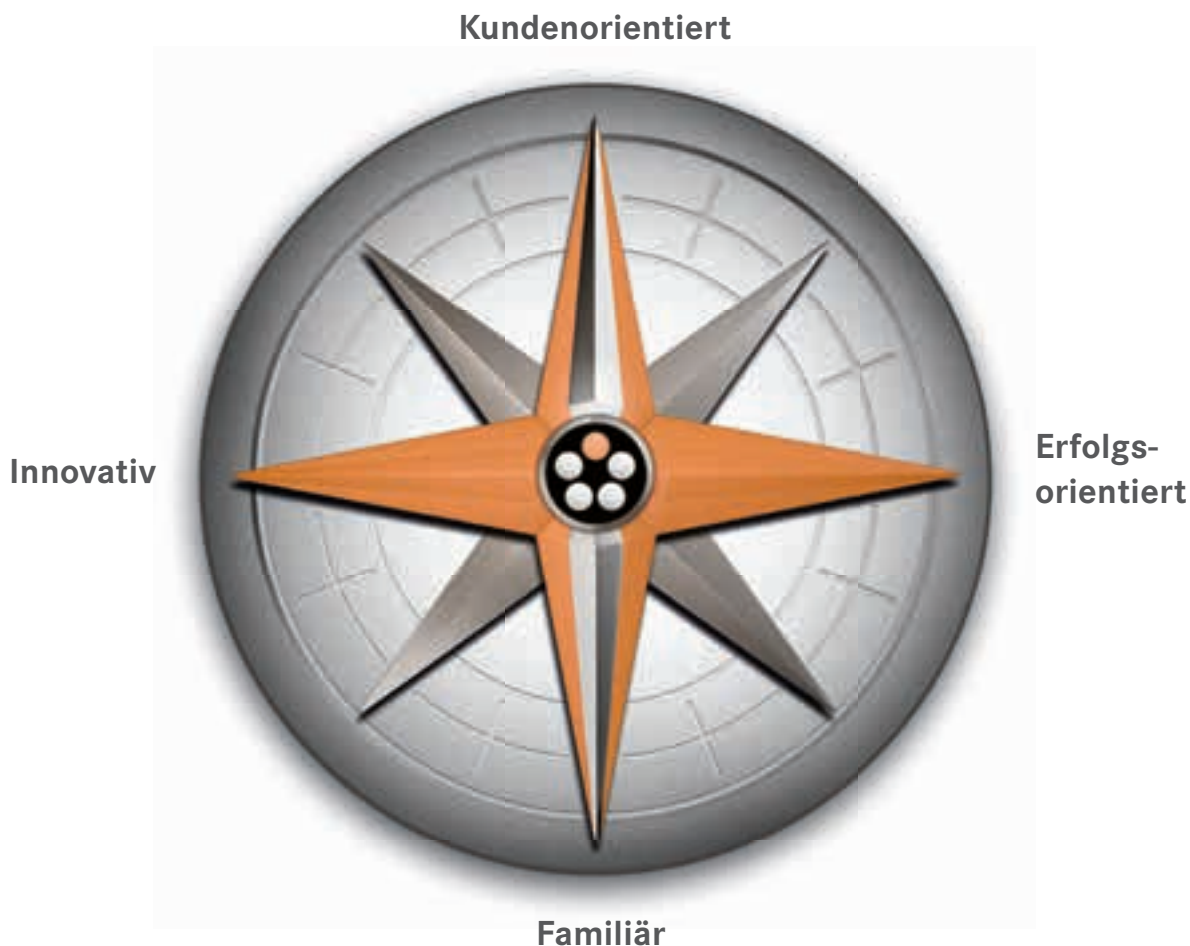 Kundenorientiert
Innovativ
Erfolgs-
orientiert
Familiär